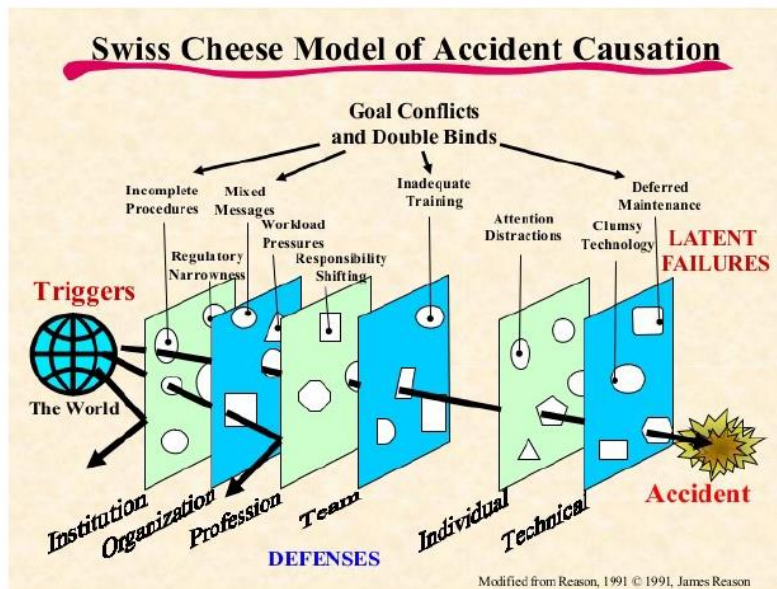 Swiss Cheese Model of Accident Causation
Goal Conflicts
and Double Binds
Incomplete
Procedures
Mixed
Messages
Inadequate
Training
Deferred
Maintenance
Regulatory
Narrowness
Workload
Pressures
Responsibility
Shifting
Attention
Distractions
Clumsy
Technology
LATENT
FAILURES
Triggers
The World
Accident
Institution
Organization
Profession
Team
Individual
Technical
DEFENSES
Modified from Reason, 1991 © 1991, James Reason